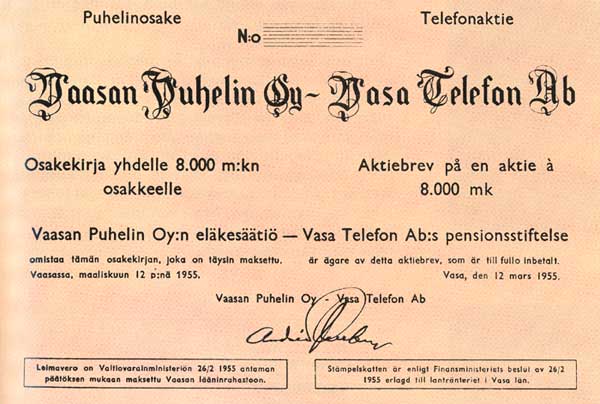 Puhelinosake Telefonaktie
N:o
Vaasan Puhelin Oy - Vasa Telefon Ab
Osakekirja yhdelle 8.000 m:kn Aktiebrev på en aktie à
osakkeelle 8.000 mk
Vaasan Puhelin Oy:n eläkesäätiö — Vasa Telefon Ab:s pensionsstiftelse
omistaa tämän osakekirjan, joka on täysin maksettu. är ägare av detta aktiebrev, som är till fullo inbetalt.
Vaasassa, maaliskuun 12 p:nä 1955. Vasa, den 12 mars 1955.
Vaasan Puhelin Oy - Vasa Telefon Ab
Leimavero on Valtiovarainministeriön 26/2 1955 antaman Stämpelskatten är enligt Finansministeriets beslut av 26/2
päätöksen mukaan maksettu Vaasan lääninrahastoon. 1955 erlagd till lantränteriet i Vasa län.